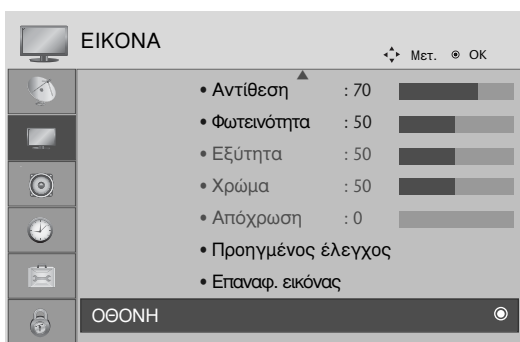 ΕΙΚΟΝΑ
Μετ. OK
• Αντίθεση : 70
• Φωτεινότητα : 50
• Εξύτητα : 50
• Χρώμα : 50
• Απόχρωση : 0
• Προηγμένος έλεγχος
• Επαναφ. εικόνας
ΟΘΟΝΗ